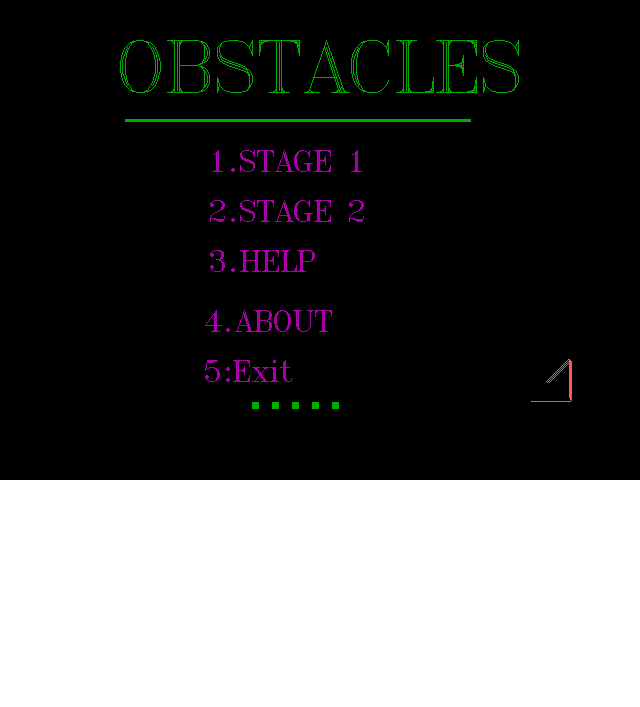 OBSTACLES
1.STAGE 1
2.STAGE 2
3.HELP
4.ABOUT
5:Exit